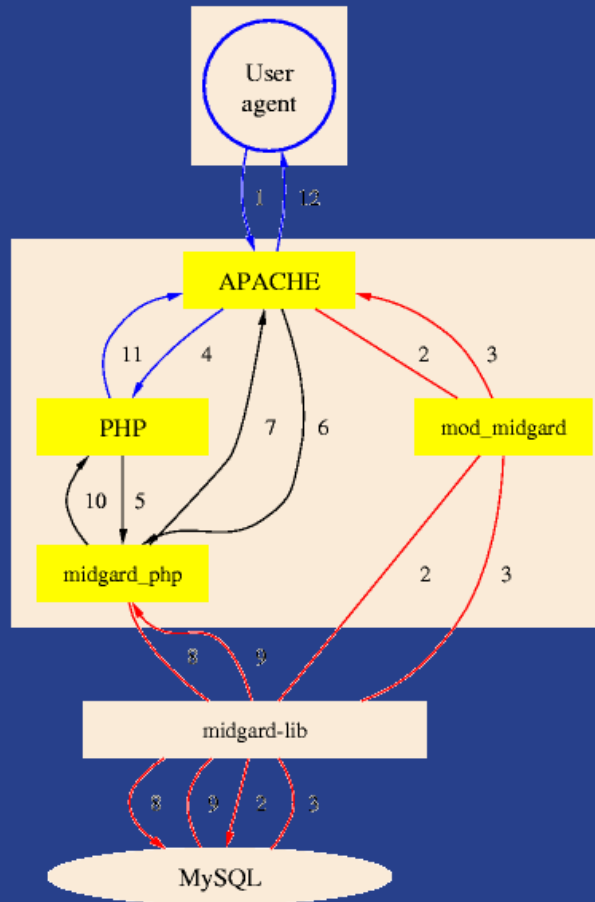 User
agent
1 12
APACHE
2 3
11 4
7 6
PHP
mod_midgard
10 5
midgard_php
2 3
8 9
midgard-lib
8 9 2 3
MySQL